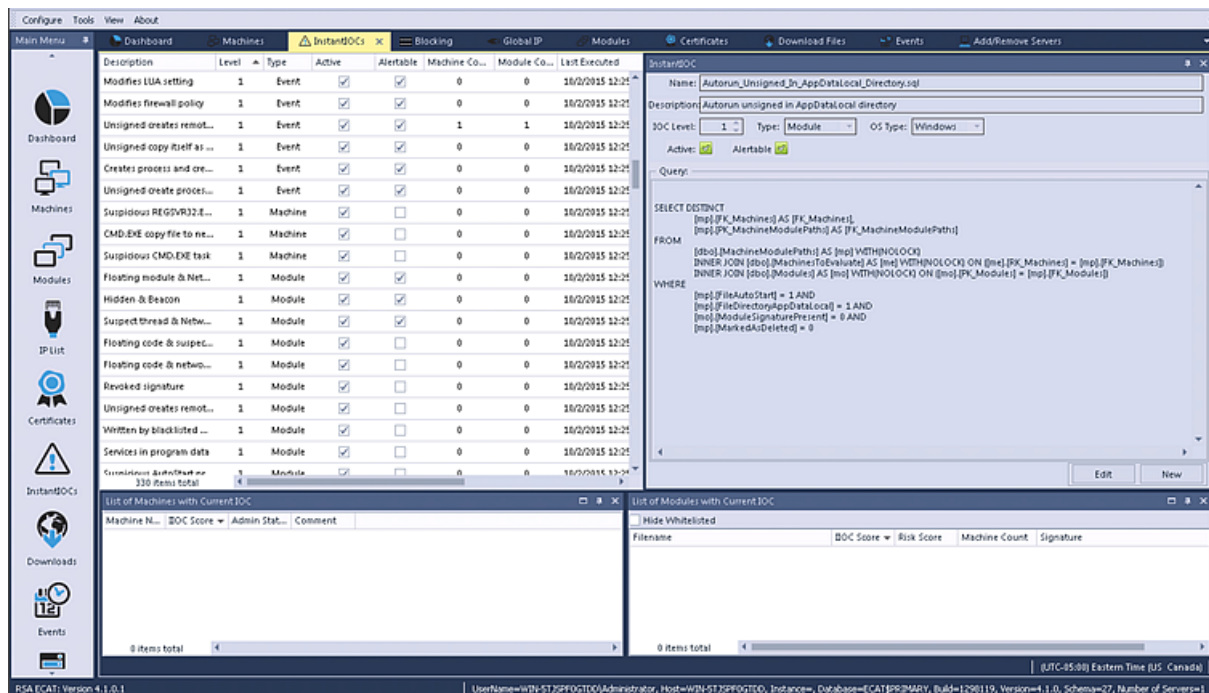 Configure Tools View About
Main Menu
Dashboard Machines InstantIOCs Blocking Global IP Modules Certificates Download Files Events Add/Remove Servers
Description Level Type Active Alertable Machine Co... Module Co... Last Executed
Modifies LUA setting 1 Event 0 0 10/2/2015 12:25
Modifies firewall policy 1 Event 0 0 10/2/2015 12:25
Unsigned creates remot... 1 Event 1 1 10/2/2015 12:25
Unsigned copy itself as ... 1 Event 0 0 10/2/2015 12:25
Creates process and cre... 1 Event 0 0 10/2/2015 12:25
Unsigned create proces... 1 Event 0 0 10/2/2015 12:25
Suspicious REGSVR32.E... 1 Machine 0 0 10/2/2015 12:25
CMD.EXE copy file to ne... 1 Machine 0 0 10/2/2015 12:25
Suspicious CMD.EXE task 1 Machine 0 0 10/2/2015 12:25
Floating module & Net... 1 Module 0 0 10/2/2015 12:25
Hidden & Beacon 1 Module 0 0 10/2/2015 12:25
Suspect thread & Netw... 1 Module 0 0 10/2/2015 12:25
Floating code & suspec... 1 Module 0 0 10/2/2015 12:25
Floating code & netwo... 1 Module 0 0 10/2/2015 12:25
Revoked signature 1 Module 0 0 10/2/2015 12:25
Unsigned creates remot... 1 Module 0 0 10/2/2015 12:25
Written by blacklisted ... 1 Module 0 0 10/2/2015 12:25
Services in program data 1 Module 0 0 10/2/2015 12:25
Suspicious AutoStart 1 Module 0 0 10/2/2015 12:25
330 items total
Dashboard
Machines
Modules
IP List
Certificates
InstantIOCs
Downloads
Events
InstantIOC
Name: Autorun_Unsigned_In_AppDataLocal_Directory.sql
Description: Autorun unsigned in AppDataLocal directory
IOC Level: 1 Type: Module OS Type: Windows
Active: Alertable
Query:
SELECT DISTINCT
[mp].[FK_Machines] AS [FK_Machines],
[mp].[PK_MachineModulePaths] AS [FK_MachineModulePaths]
FROM
[dbo].[MachineModulePaths] AS [mp] WITH(NOLOCK)
INNER JOIN [dbo].[MachinesToEvaluate] AS [me] WITH(NOLOCK) ON ([me].[FK_Machines] = [mp].[FK_Machines])
INNER JOIN [dbo].[Modules] AS [mo] WITH(NOLOCK) ON ([mo].[PK_Modules] = [mp].[FK_Modules])
WHERE
[mp].[FileAutoStart] = 1 AND
[mp].[FileDirectoryAppDataLocal] = 1 AND
[mo].[ModuleSignaturePresent] = 0 AND
[mp].[MarkedAsDeleted] = 0
Edit New
List of Machines with Current IOC
Machine N... IIOC Score Admin Stat... Comment
0 items total
List of Modules with Current IOC
Hide Whitelisted
Filename IIOC Score Risk Score Machine Count Signature
0 items total
(UTC-05:00) Eastern Time (US Canada)
RSA ECAT: Version 4.1.0.1
UserName=WIN-5TJSPF0GTDD\Administrator, Host=WIN-5TJSPF0GTDD, Instance=, Database=ECAT$PRIMARY, Build=1298119, Version=4.1.0, Schema=27, Number of Servers=1